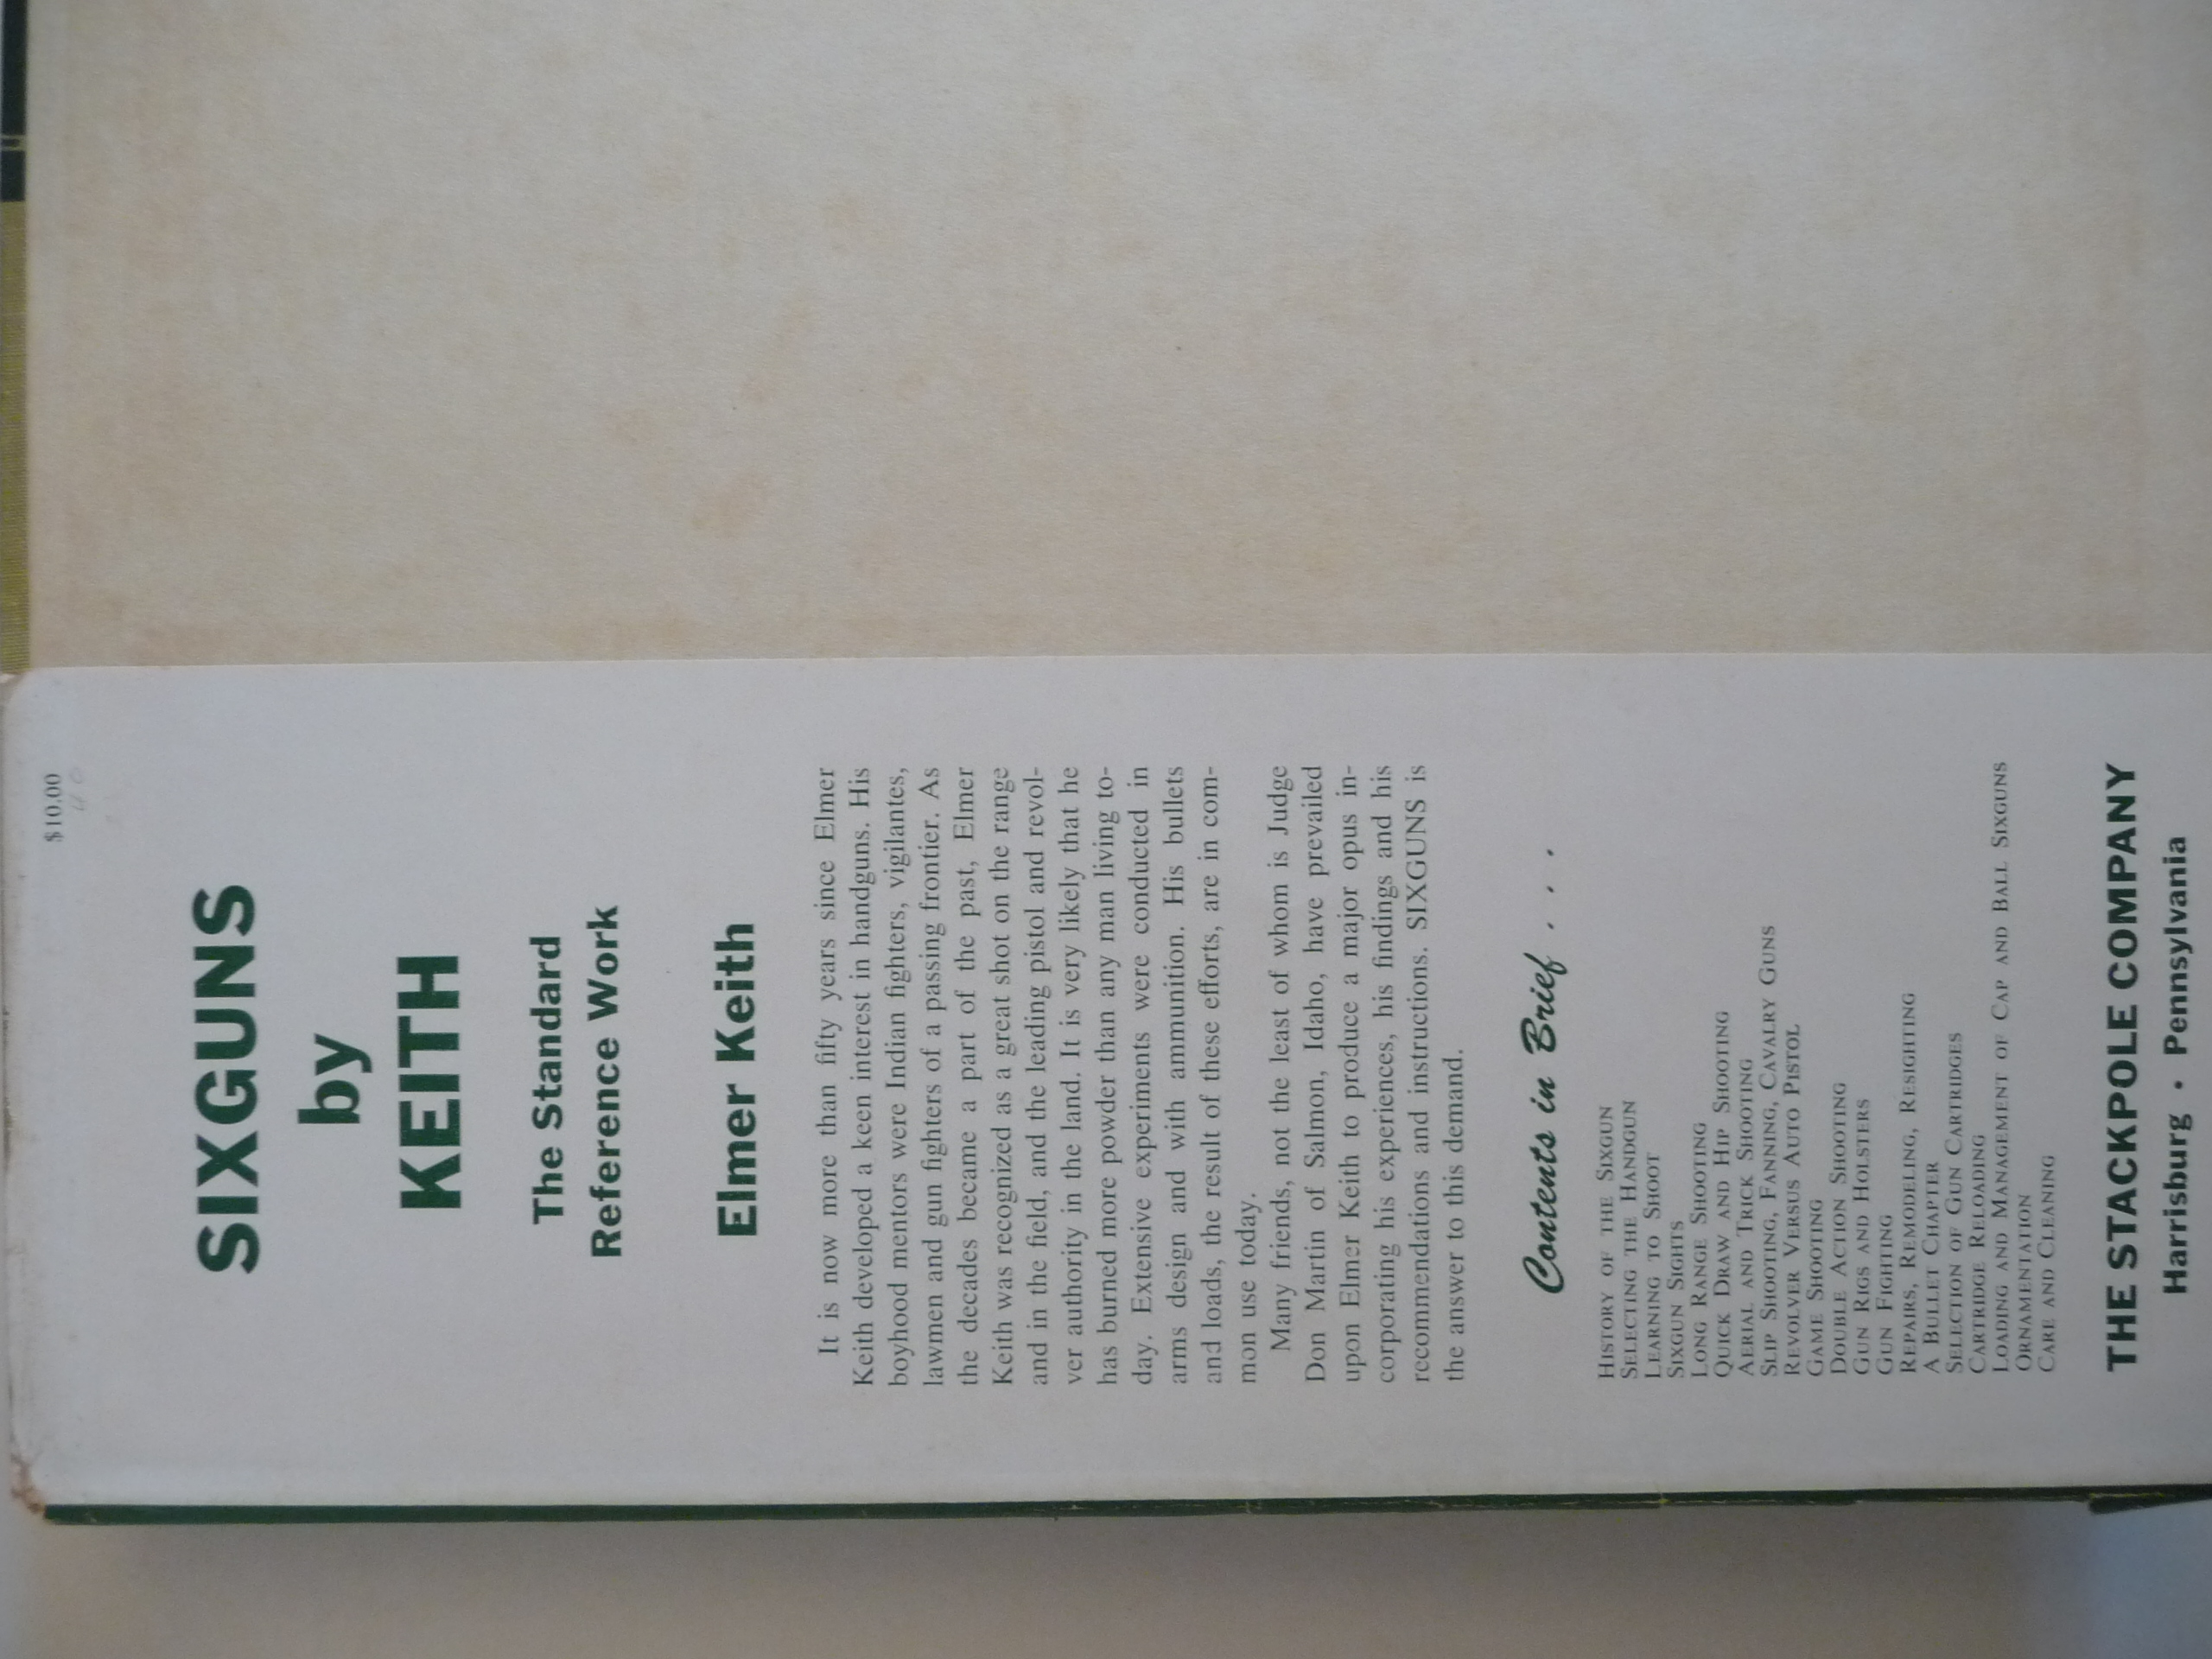 $10.00
SIXGUNS
by
KEITH
The Standard
Reference Work
Elmer Keith
It is now more than fifty years since Elmer
Keith developed a keen interest in handguns. His
boyhood mentors were Indian fighters, vigilantes,
lawmen and gun fighters of a passing frontier. As
the decades became a part of the past, Elmer
Keith was recognized as a great shot on the range
and in the field, and the leading pistol and revol-
ver authority in the land. It is very likely that he
has burned more powder than any man living to-
day. Extensive experiments were conducted in
arms design and with ammunition. His bullets
and loads, the result of these efforts, are in com-
mon use today.
Many friends, not the least of whom is Judge
Don Martin of Salmon, Idaho, have prevailed
upon Elmer Keith to produce a major opus in-
corporating his experiences, his findings and his
recommendations and instructions. SIXGUNS is
the answer to this demand.
Contents in Brief . . . .
HISTORY OF THE SIXGUN
SELECTING THE HANDGUN
LEARNING TO SHOOT
SIXGUN SIGHTS
LONG RANGE SHOOTING
QUICK DRAW AND HIP SHOOTING
AERIAL AND TRICK SHOOTING
SLIP SHOOTING, FANNING, CAVALRY GUNS
REVOLVER VERSUS AUTO PISTOL
GAME SHOOTING
DOUBLE ACTION SHOOTING
GUN RIGS AND HOLSTERS
GUN FIGHTING
REPAIRS, REMODELING, RESIGHTING
A BULLET CHAPTER
SELECTION OF GUN CARTRIDGES
CARTRIDGE RELOADING
LOADING AND MANAGEMENT OF CAP AND BALL SIXGUNS
ORNAMENTATION
CARE AND CLEANING
THE STACKPOLE COMPANY
Harrisburg • Pennsylvania